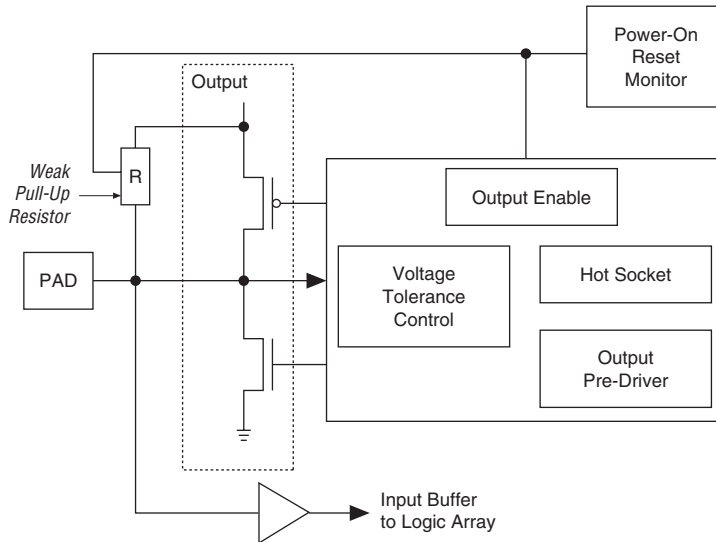 Power-On
Reset
Monitor
Output
Weak
Pull-Up
Resistor
R
Output Enable
PAD
Voltage
Tolerance
Control
Hot Socket
Output
Pre-Driver
Input Buffer
to Logic Array